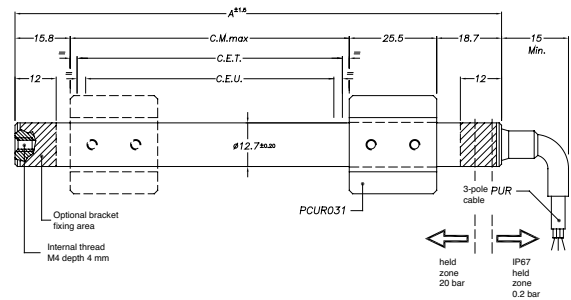 A±1.6
15.8
C.M.max
25.5
18.7
15
Min.
=
=
C.E.T.
=
=
C.E.U.
12
12
ø12.7±0.20
PCUR031
3-pole
cable
PUR
Optional bracket
fixing area
Internal thread
M4 depth 4 mm
held
zone
20 bar
IP67
held
zone
0.2 bar